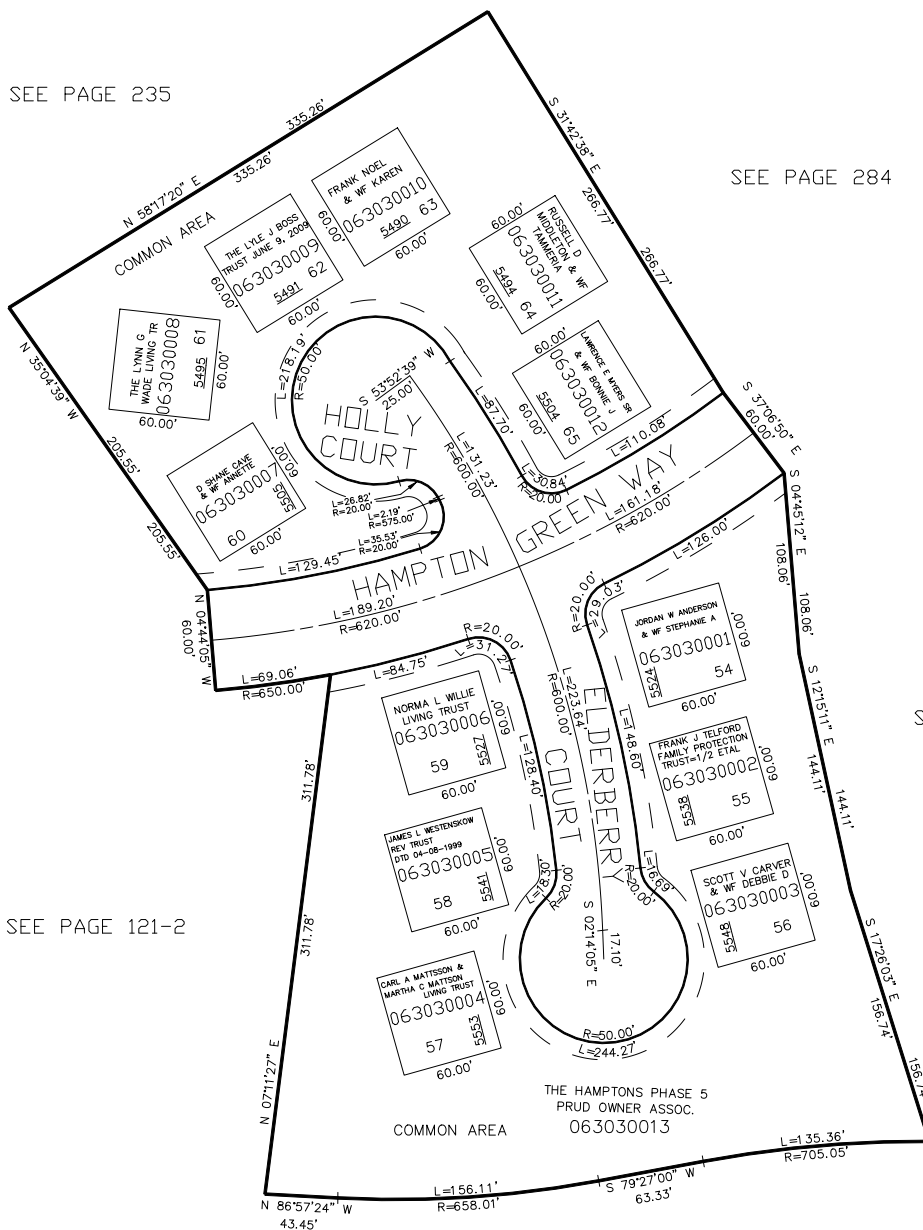 SEE PAGE 235
SEE PAGE 284
N 58°17'20" E
335.26'
335.26'
COMMON AREA
S 31°42'38" E
266.77'
266.77'
FRANK NOEL
& WF KAREN
063030010
5490 63
60.00'
60.00'
THE LYLE J BOSS
TRUST JUNE 9, 2009
063030009
5491 62
60.00'
60.00'
RUSSELL D
MIDDLETON & WF
TAMMERIA
063030011
5494 64
60.00'
60.00'
THE LYNN G
WADE LIVING TR
063030008
5495 61
60.00'
60.00'
LAWRENCE E MYERS SR
& WF BONNIE J
063030012
5504 65
60.00'
60.00'
D SHANE CAVE
& WF ANNETTE
063030007
60 5505
60.00'
60.00'
N 35°04'39" W
205.55'
205.55'
L=218.19'
R=50.00'
S 53°52'39" W
25.00'
HOLLY
COURT
L=87.70'
L=131.23'
R=600.00'
L=30.84'
R=20.00'
L=110.08'
S 37°06'50" E
60.00'
L=26.82'
R=20.00'
L=2.19'
R=575.00'
L=35.53'
R=20.00'
HAMPTON GREEN WAY
L=161.18'
R=620.00'
L=129.45'
L=189.20'
R=620.00'
N 04°44'05" W
60.00'
L=69.06'
R=650.00'
L=84.75'
R=20.00'
L=31.27'
R=20.00'
L=29.03'
L=126.00'
S 04°45'12" E
108.06'
108.06'
JORDAN W ANDERSON
& WF STEPHANIE A
063030001
5524 54
60.00'
60.00'
NORMA L WILLIE
LIVING TRUST
063030006
59 5527
60.00'
60.00'
L=223.64'
R=600.00'
ELDERBERRY
COURT
L=128.40'
L=148.60'
FRANK J TELFORD
FAMILY PROTECTION
TRUST=1/2 ETAL
063030002
5538 55
60.00'
60.00'
S 12°15'11" E
144.11'
144.11'
S
311.78'
311.78'
N 07°11'27" E
JAMES L WESTENSKOW
REV TRUST
DTD 04-08-1999
063030005
58 5541
60.00'
60.00'
L=18.30'
R=20.00'
L=16.69'
R=20.00'
SCOTT V CARVER
& WF DEBBIE D
063030003
5548 56
60.00'
60.00'
SEE PAGE 121-2
S 02°14'05" E
17.10'
S 17°26'03" E
156.74'
156.74'
CARL A MATTSSON &
MARTHA C MATTSON
LIVING TRUST
063030004
57 5553
60.00'
60.00'
R=50.00'
L=244.27'
THE HAMPTONS PHASE 5
PRUD OWNER ASSOC.
063030013
COMMON AREA
L=135.36'
R=705.05'
S 79°27'00" W
63.33'
L=156.11'
R=658.01'
N 86°57'24" W
43.45'